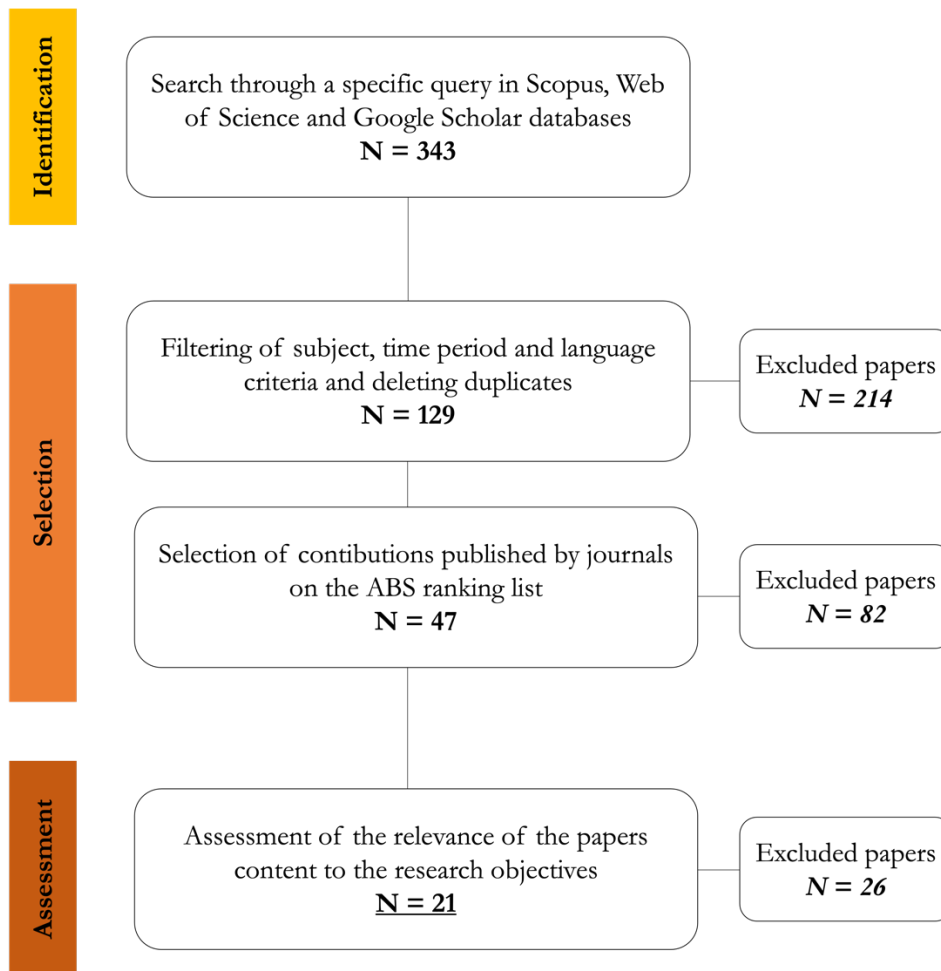 Identification
Search through a specific query in Scopus, Web
of Science and Google Scholar databases
N = 343
Selection
Filtering of subject, time period and language
criteria and deleting duplicates
N = 129
Excluded papers
N = 214
Selection of contibutions published by journals
on the ABS ranking list
N = 47
Excluded papers
N = 82
Assessment
Assessment of the relevance of the papers
content to the research objectives
N = 21
Excluded papers
N = 26